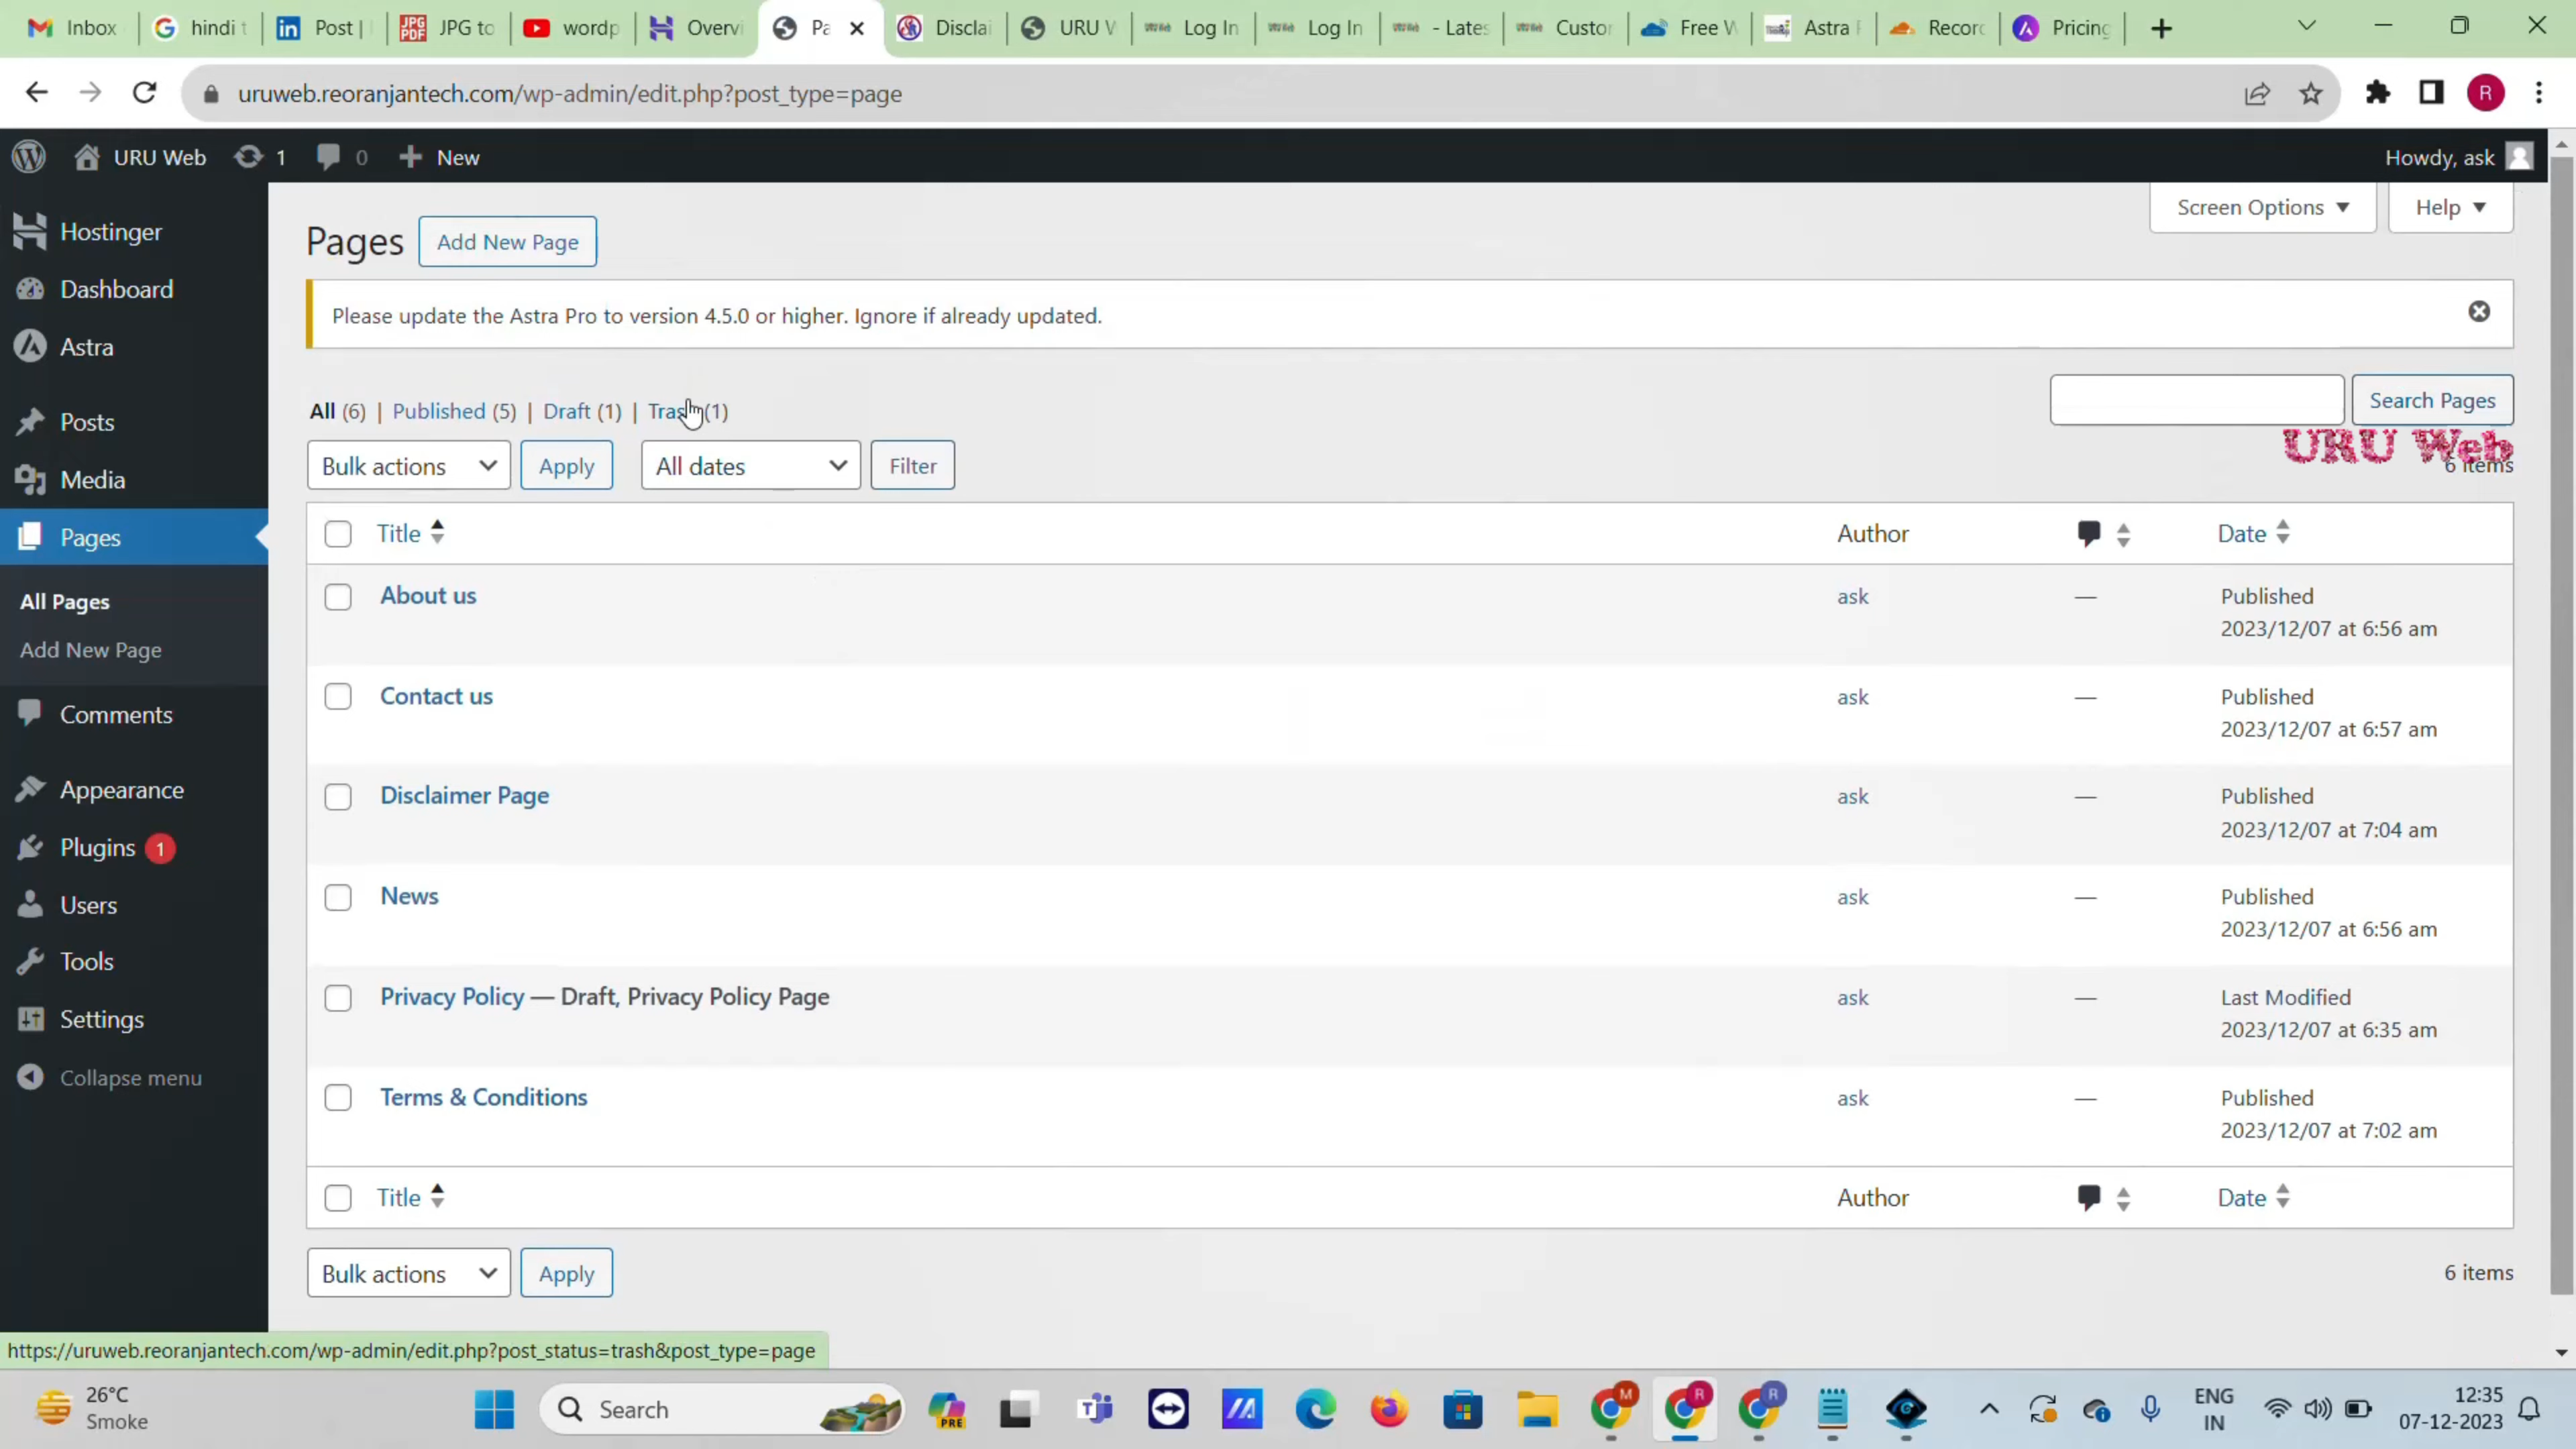 Inbox
hindi t
Post |
JPG to
wordp
Overvi
Pa
Disclai
URU W
Log In
Log In
- Lates
Custor
Free W
Astra
Record
Pricing
uruweb.reoranjantech.com/wp-admin/edit.php?post_type=page
R
URU Web 1 0 + New
Howdy, ask
Hostinger
Dashboard
Astra
Posts
Media
Pages
All Pages
Add New Page
Comments
Appearance
Plugins 1
Users
Tools
Settings
Collapse menu
Screen Options
Help
Pages
Add New Page
Please update the Astra Pro to version 4.5.0 or higher. Ignore if already updated.
All (6) | Published (5) | Draft (1) | Trash (1)
Search Pages
URU Web
Bulk actions Apply All dates Filter 6 items
Title Author Date
About us ask — Published
2023/12/07 at 6:56 am
Contact us ask — Published
2023/12/07 at 6:57 am
Disclaimer Page ask — Published
2023/12/07 at 7:04 am
News ask — Published
2023/12/07 at 6:56 am
Privacy Policy — Draft, Privacy Policy Page ask — Last Modified
2023/12/07 at 6:35 am
Terms & Conditions ask — Published
2023/12/07 at 7:02 am
Title Author Date
Bulk actions Apply 6 items
https://uruweb.reoranjantech.com/wp-admin/edit.php?post_status=trash&post_type=page
26°C
Smoke
Search
PRE
M
R
R
ENG
IN
12:35
07-12-2023